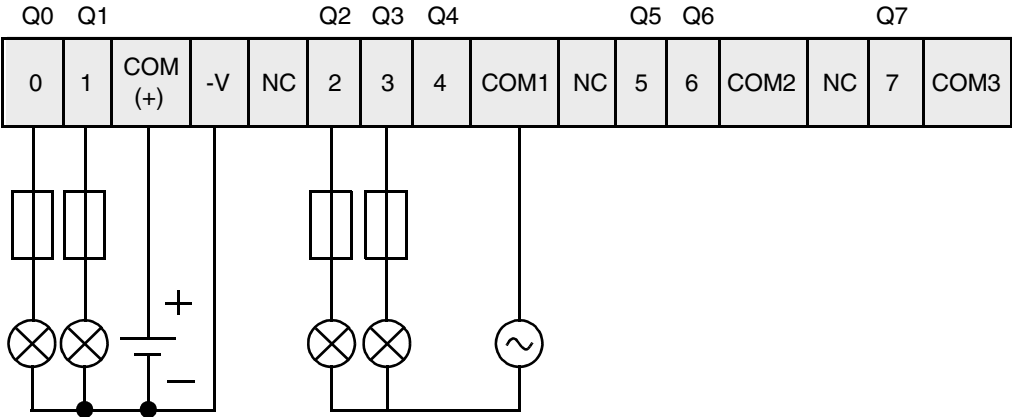 Q0 Q1 Q2 Q3 Q4 Q5 Q6 Q7
0 1 COM (+) -V NC 2 3 4 COM1 NC 5 6 COM2 NC 7 COM3
+
—